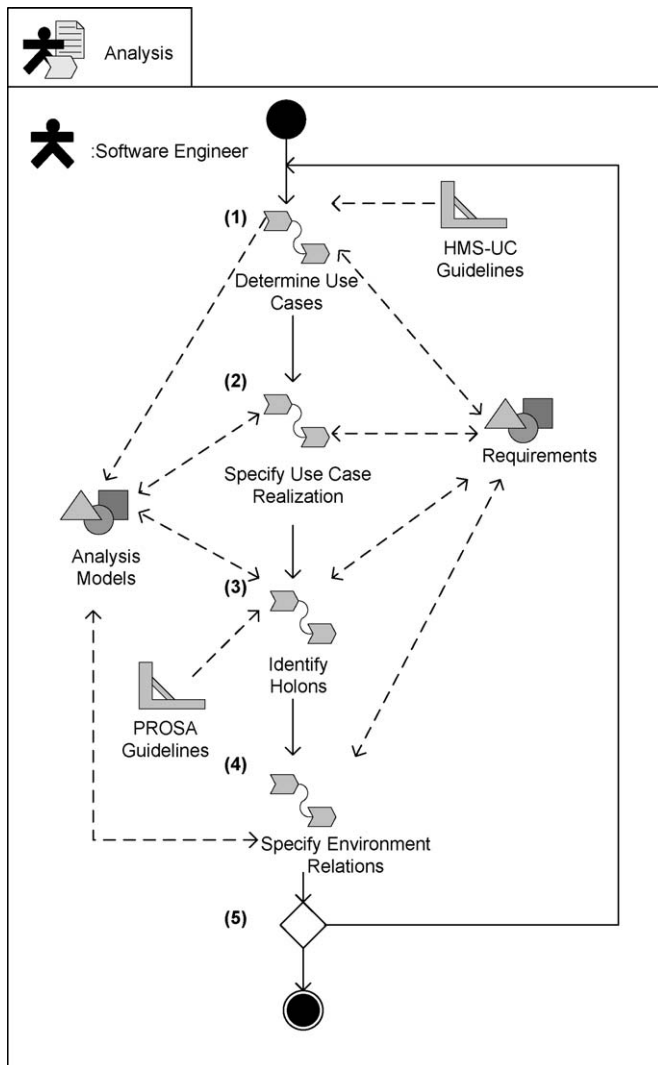 Analysis
:Software Engineer
(1)
HMS-UC
Guidelines
Determine Use
Cases
(2)
Specify Use Case
Realization
Requirements
Analysis
Models
(3)
Identify
Holons
PROSA
Guidelines
(4)
Specify Environment
Relations
(5)